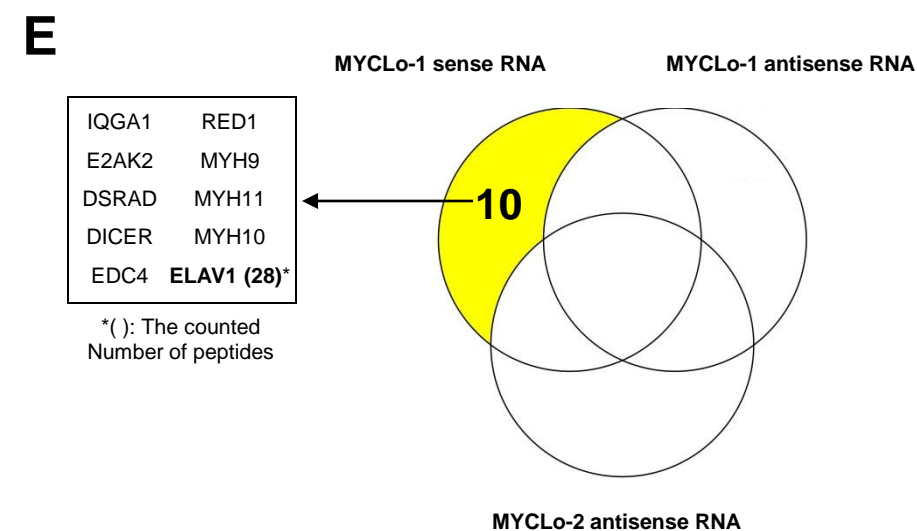 E
MYCLo-1 sense RNA MYCLo-1 antisense RNA
IQGA1 RED1
E2AK2 MYH9
DSRAD MYH11
DICER MYH10
EDC4 ELAV1 (28)*
10
*( ): The counted
Number of peptides
MYCLo-2 antisense RNA